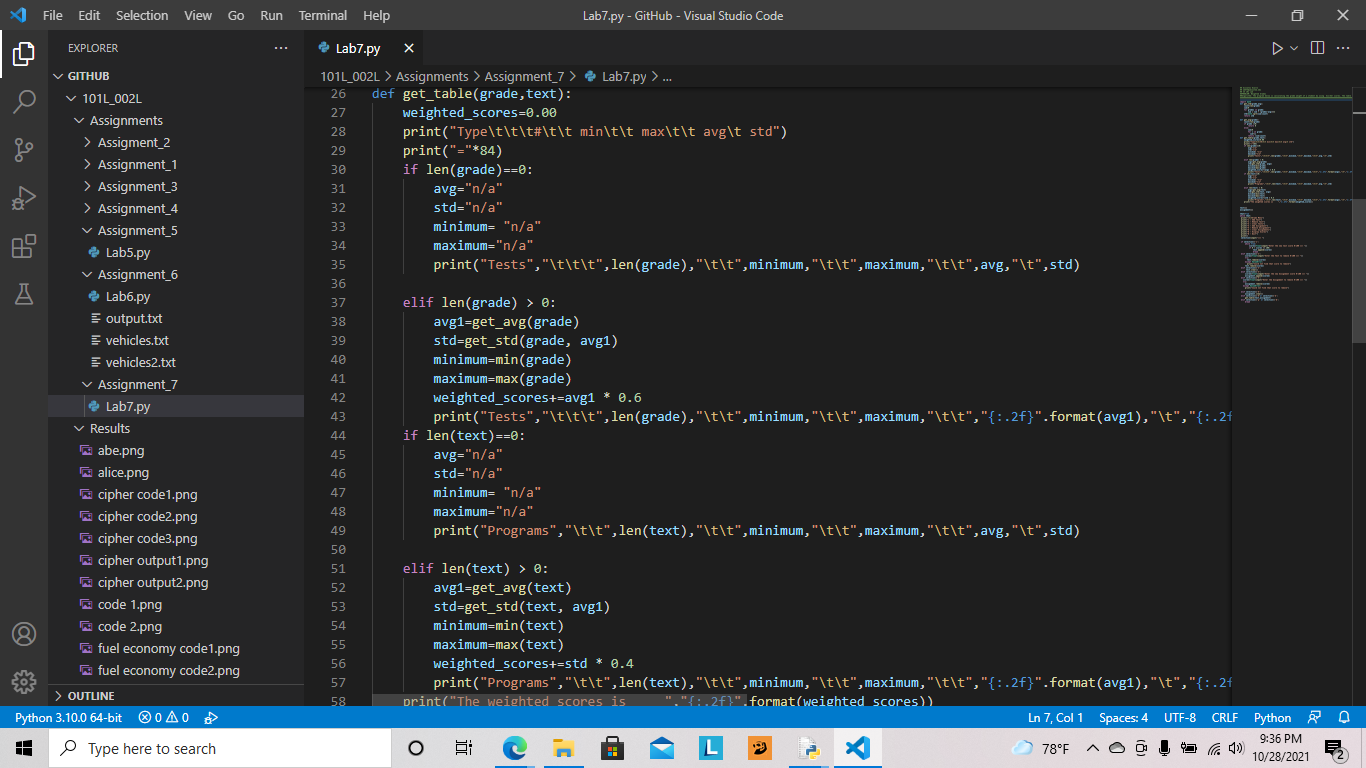 File Edit Selection View Go Run Terminal Help Lab7.py - GitHub - Visual Studio Code
EXPLORER
GITHUB
101L_002L
Assignments
Assigment_2
Assignment_1
Assignment_3
Assignment_4
Assignment_5
Lab5.py
Assignment_6
Lab6.py
output.txt
vehicles.txt
vehicles2.txt
Assignment_7
Lab7.py
Results
abe.png
alice.png
cipher code1.png
cipher code2.png
cipher code3.png
cipher output1.png
cipher output2.png
code 1.png
code 2.png
fuel economy code1.png
fuel economy code2.png
OUTLINE
Lab7.py
101L_002L > Assignments > Assignment_7 > Lab7.py > ...
26 def get_table(grade,text):
27 weighted_scores=0.00
28 print("Type\t\t\t#\t\t min\t\t max\t\t avg\t std")
29 print("="*84)
30 if len(grade)==0:
31 avg="n/a"
32 std="n/a"
33 minimum= "n/a"
34 maximum="n/a"
35 print("Tests","\t\t\t",len(grade),"\t\t",minimum,"\t\t",maximum,"\t\t",avg,"\t",std)
36
37 elif len(grade) > 0:
38 avg1=get_avg(grade)
39 std=get_std(grade, avg1)
40 minimum=min(grade)
41 maximum=max(grade)
42 weighted_scores+=avg1 * 0.6
43 print("Tests","\t\t\t",len(grade),"\t\t",minimum,"\t\t",maximum,"\t\t","{:.2f}".format(avg1),"\t","{:.2f
44 if len(text)==0:
45 avg="n/a"
46 std="n/a"
47 minimum= "n/a"
48 maximum="n/a"
49 print("Programs","\t\t",len(text),"\t\t",minimum,"\t\t",maximum,"\t\t",avg,"\t",std)
50
51 elif len(text) > 0:
52 avg1=get_avg(text)
53 std=get_std(text, avg1)
54 minimum=min(text)
55 maximum=max(text)
56 weighted_scores+=std * 0.4
57 print("Programs","\t\t",len(text),"\t\t",minimum,"\t\t",maximum,"\t\t","{:.2f}".format(avg1),"\t","{:.2f
58 print("The weighted scores is    ","{:.2f}".format(weighted_scores))
Python 3.10.0 64-bit 0 0 Ln 7, Col 1 Spaces: 4 UTF-8 CRLF Python
Type here to search
78°F
9:36 PM
10/28/2021
2